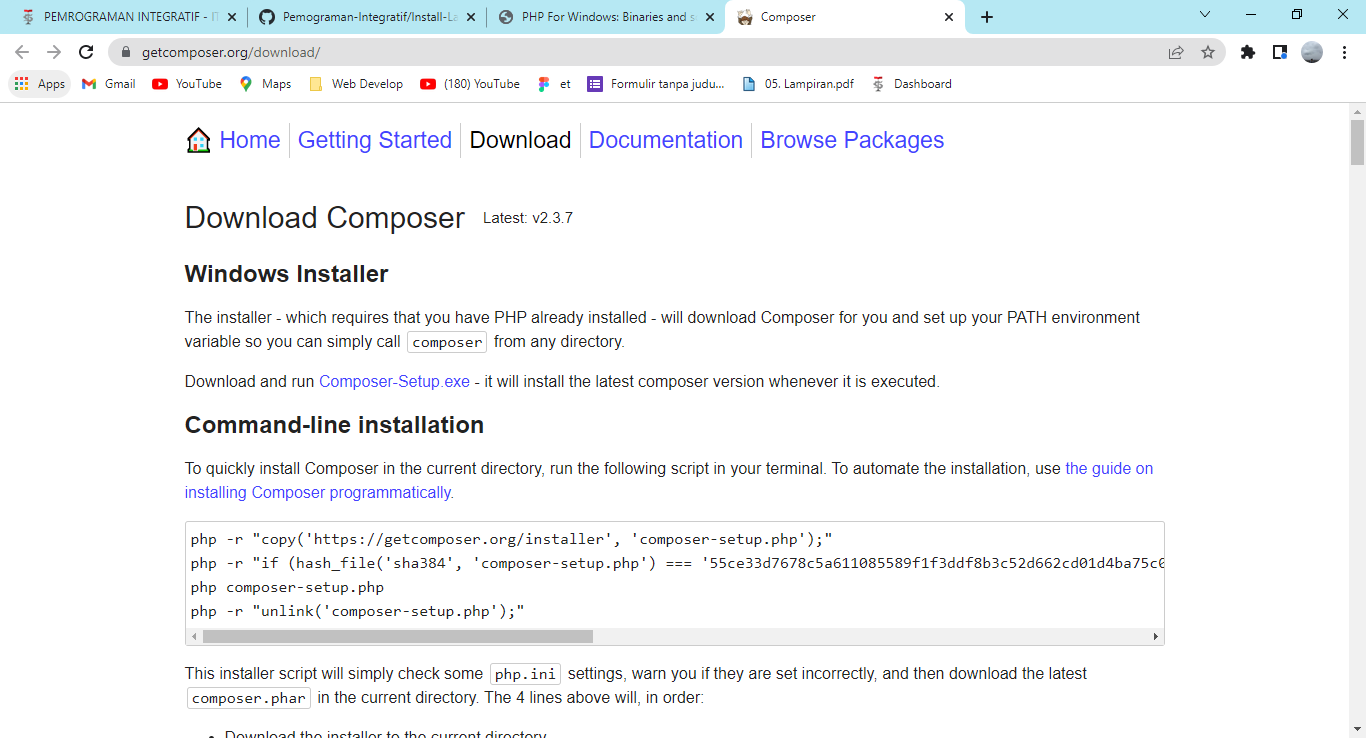 PEMROGRAMAN INTEGRATIF - IT
Pemograman-Integratif/Install-La
PHP For Windows: Binaries and s
Composer
getcomposer.org/download/
Apps Gmail YouTube Maps Web Develop (180) YouTube et Formulir tanpa judu... 05. Lampiran.pdf Dashboard
Home Getting Started Download Documentation Browse Packages
Download Composer Latest: v2.3.7
Windows Installer
The installer - which requires that you have PHP already installed - will download Composer for you and set up your PATH environment
variable so you can simply call composer from any directory.
Download and run Composer-Setup.exe - it will install the latest composer version whenever it is executed.
Command-line installation
To quickly install Composer in the current directory, run the following script in your terminal. To automate the installation, use the guide on
installing Composer programmatically.
php -r "copy('https://getcomposer.org/installer', 'composer-setup.php');"
php -r "if (hash_file('sha384', 'composer-setup.php') === '55ce33d7678c5a611085589f1f3ddf8b3c52d662cd01d4ba75c0
php composer-setup.php
php -r "unlink('composer-setup.php');"
This installer script will simply check some php.ini settings, warn you if they are set incorrectly, and then download the latest
composer.phar in the current directory. The 4 lines above will, in order:
• Download the installer to the current directory